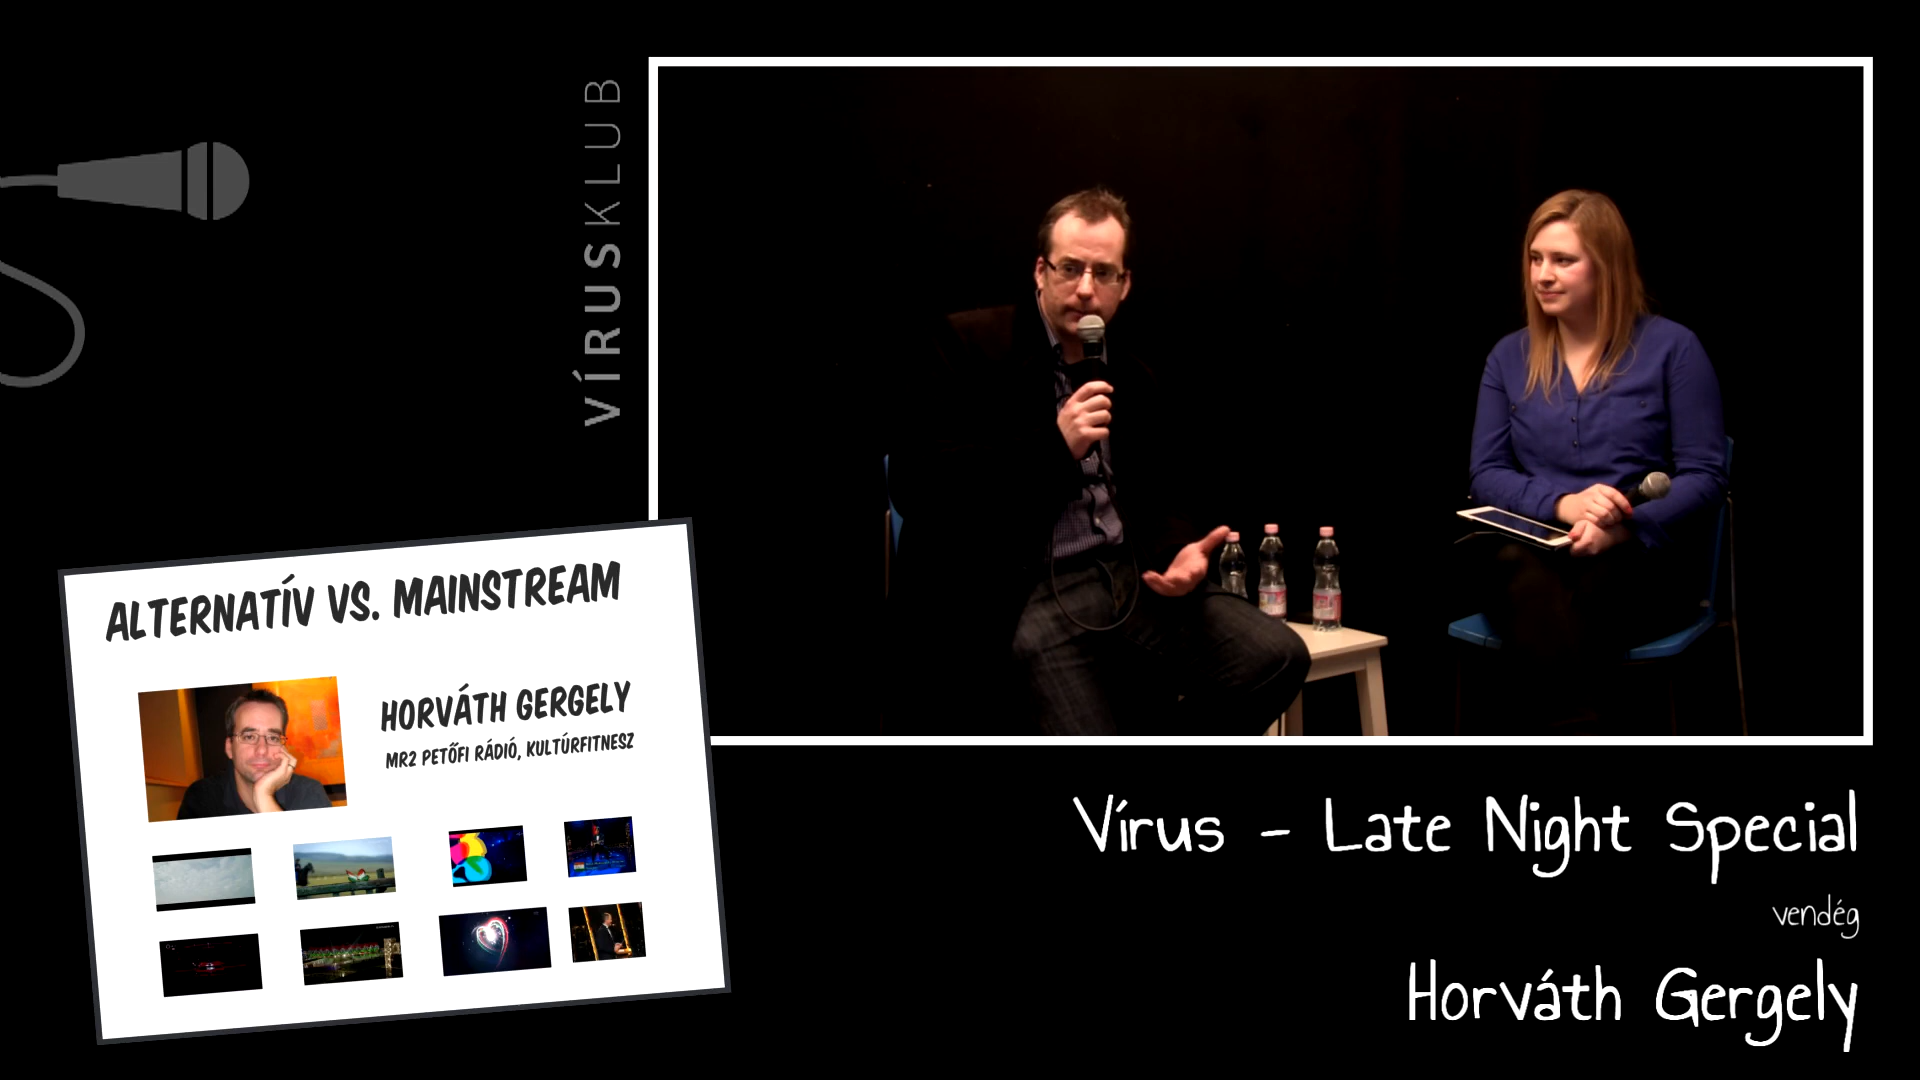 VÍRUSKLUB
ALTERNATÍV VS. MAINSTREAM
HORVÁTH GERGELY
MR2 PETŐFI RÁDIÓ, KULTÚRFITNESZ
Vírus - Late Night Special
vendég
Horváth Gergely